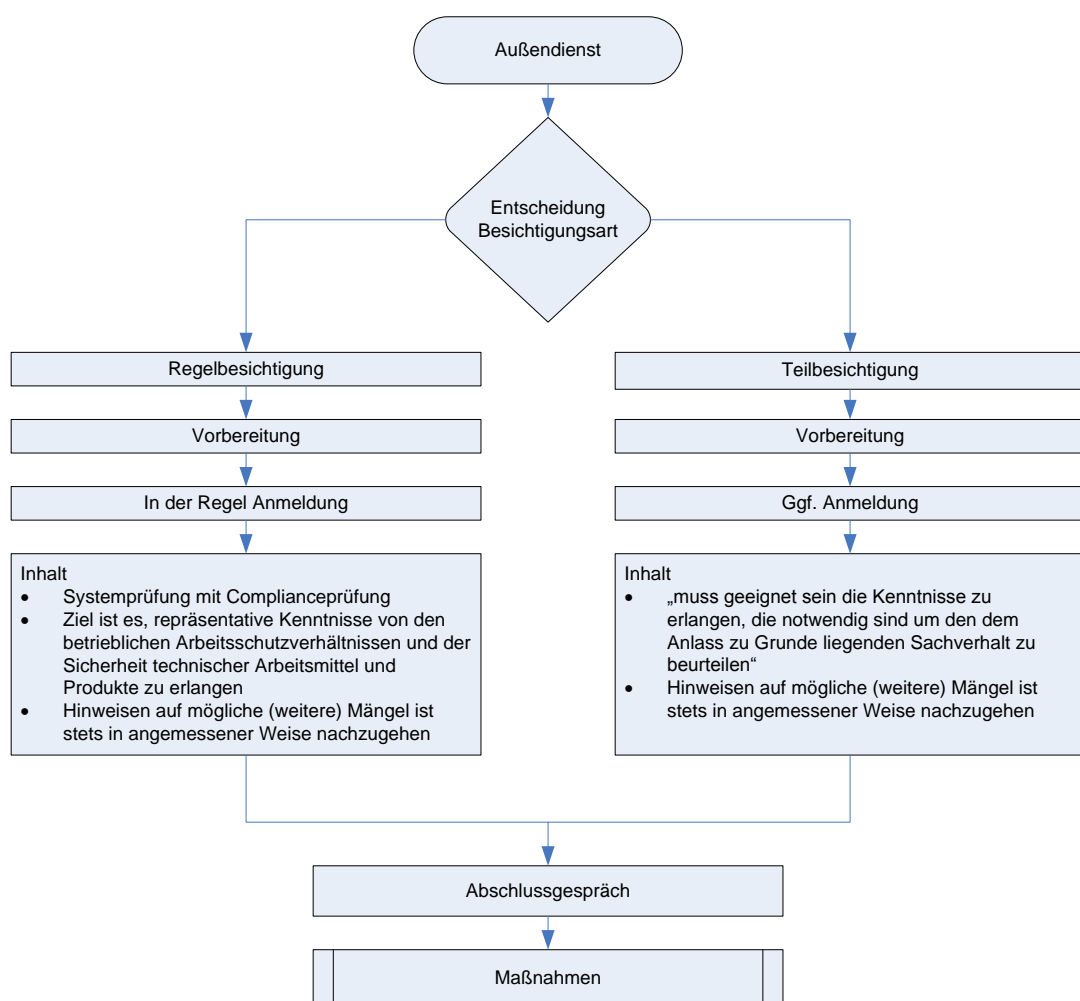 Außendienst
Entscheidung
Besichtigungsart
Regelbesichtigung
Vorbereitung
In der Regel Anmeldung
Inhalt
• Systemprüfung mit Complianceprüfung
• Ziel ist es, repräsentative Kenntnisse von den
betrieblichen Arbeitsschutzverhältnissen und der
Sicherheit technischer Arbeitsmittel und
Produkte zu erlangen
• Hinweisen auf mögliche (weitere) Mängel ist
stets in angemessener Weise nachzugehen
Teilbesichtigung
Vorbereitung
Ggf. Anmeldung
Inhalt
• „muss geeignet sein die Kenntnisse zu
erlangen, die notwendig sind um den dem
Anlass zu Grunde liegenden Sachverhalt zu
beurteilen“
• Hinweisen auf mögliche (weitere) Mängel ist
stets in angemessener Weise nachzugehen
Abschlussgespräch
Maßnahmen